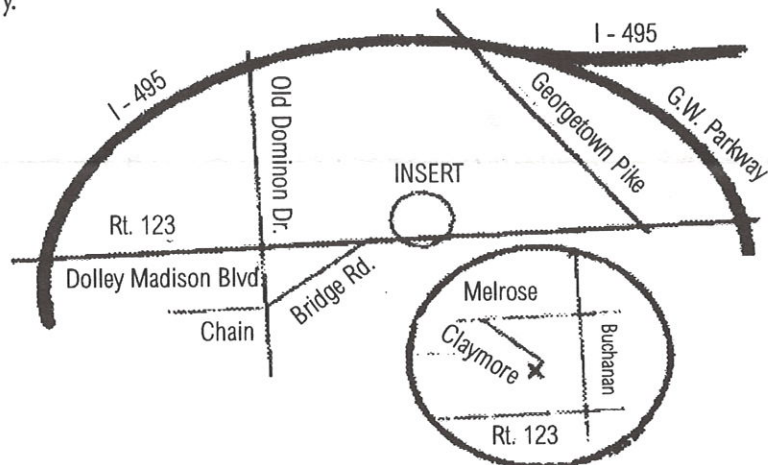 y.
I - 495
I - 495
Old Dominon Dr.
Georgetown Pike
G.W. Parkway
INSERT
Rt. 123
Dolley Madison Blvd
Bridge Rd.
Chain
Melrose
Claymore
Buchanan
Rt. 123